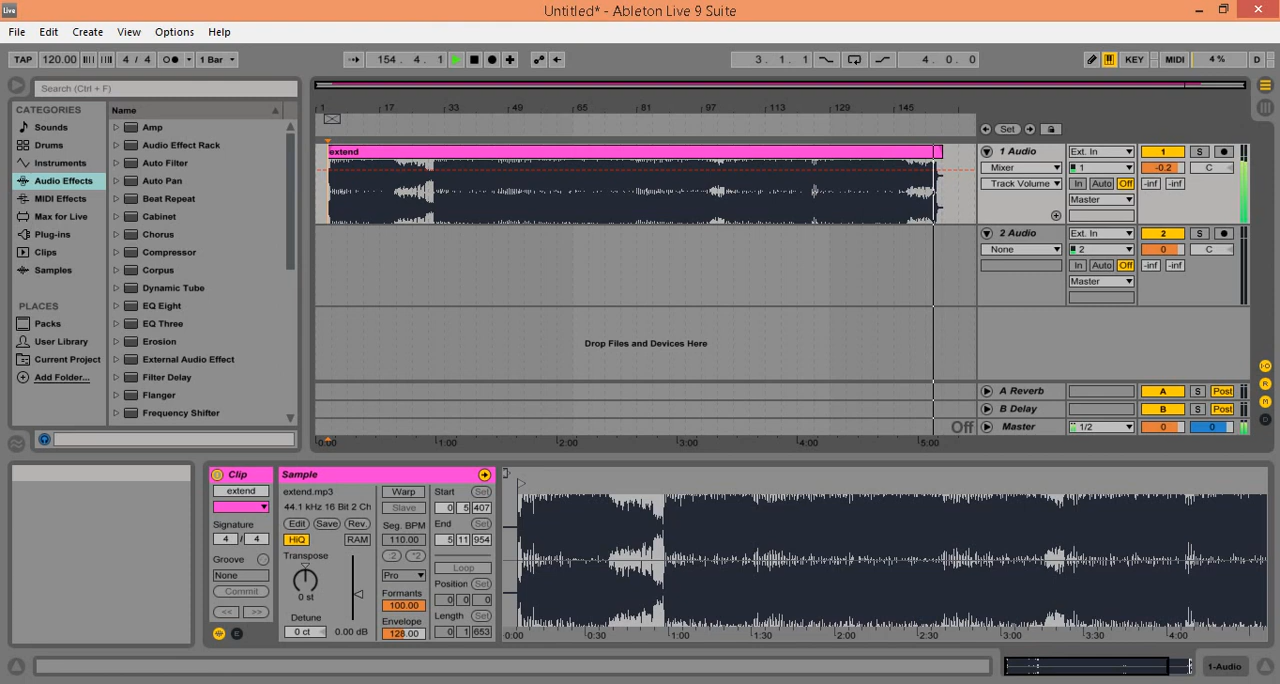 Live
Untitled* - Ableton Live 9 Suite
File Edit Create View Options Help
TAP 120.00 4 / 4 1 Bar 154 . 4 . 1 3 . 1 . 1 4 . 0 . 0 KEY MIDI 4 % D
Search (Ctrl + F)
CATEGORIES
Sounds
Drums
Instruments
Audio Effects
MIDI Effects
Max for Live
Plug-ins
Clips
Samples
PLACES
Packs
User Library
Current Project
Add Folder...
Name
Amp
Audio Effect Rack
Auto Filter
Auto Pan
Beat Repeat
Cabinet
Chorus
Compressor
Corpus
Dynamic Tube
EQ Eight
EQ Three
Erosion
External Audio Effect
Filter Delay
Flanger
Frequency Shifter
1 17 33 49 65 81 97 113 129 145
Set
extend
1 Audio Ext. In 1 S
Mixer 1 -0.2 C
Track Volume In Auto Off -inf -inf
Master
2 Audio Ext. In 2 S
None 2 0 C
In Auto Off -inf -inf
Master
Drop Files and Devices Here
A Reverb A S Post
B Delay B S Post
Off Master 1/2 0 0
0:00 1:00 2:00 3:00 4:00 5:00
I·O
R
M
D
Clip
extend
Signature
4 / 4
Groove
None
Commit
<< >>
E
Sample
extend.mp3
44.1 kHz 16 Bit 2 Ch
Edit Save Rev.
HiQ RAM
Transpose
0 st
Detune
0 ct 0.00 dB
Warp
Slave
Seg. BPM
110.00
:2 *2
Pro
Formants
100.00
Envelope
128.00
Start Set
0 5 407
End Set
5 11 954
Loop
Position Set
0 0 0
Length Set
0 1 653
0:00 0:30 1:00 1:30 2:00 2:30 3:00 3:30 4:00
1-Audio